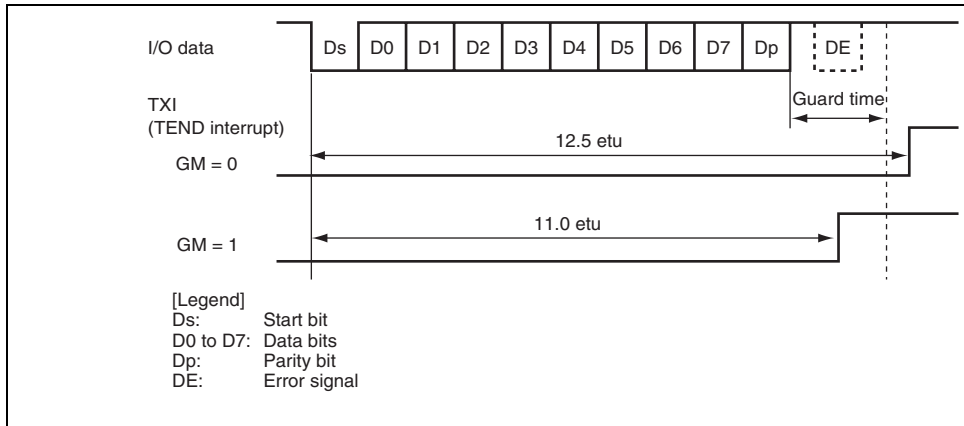 I/O data
Ds D0 D1 D2 D3 D4 D5 D6 D7 Dp DE
TXI
(TEND interrupt)
Guard time
12.5 etu
GM = 0
11.0 etu
GM = 1
[Legend]
Ds: Start bit
D0 to D7: Data bits
Dp: Parity bit
DE: Error signal